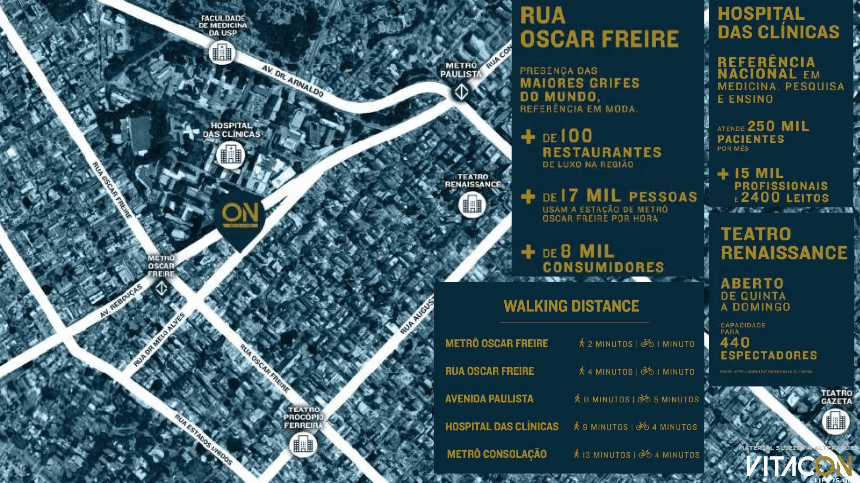 FACULDADE
DE MEDICINA
DA USP
AV. DR. ARNALDO
METRÔ
PAULISTA
RUA CON
HOSPITAL
DAS CLÍNICAS
RUA OSCAR FREIRE
TEATRO
RENAISSANCE
ON
METRÔ
OSCAR
FREIRE
AV. REBOUÇAS
RUA DR MELO ALVES
RUA OSCAR FREIRE
RUA AUGUS
TEATRO
PROCÓPIO
FERREIRA
RUA ESTADOS UNIDOS
RUA
OSCAR FREIRE
PRESENÇA DAS
MAIORES GRIFES
DO MUNDO,
REFERÊNCIA EM MODA.
+ DE 100
RESTAURANTES
DE LUXO NA REGIÃO
+ DE 17 MIL PESSOAS
USAM A ESTAÇÃO DE METRÔ
OSCAR FREIRE POR HORA
+ DE 8 MIL
CONSUMIDORES
HOSPITAL
DAS CLÍNICAS
REFERÊNCIA
NACIONAL EM
MEDICINA, PESQUISA
E ENSINO
ATENDE 250 MIL
PACIENTES
POR MÊS
+ 15 MIL
PROFISSIONAIS
E 2400 LEITOS
TEATRO
RENAISSANCE
ABERTO
DE QUINTA
A DOMINGO
CAPACIDADE
PARA
440
ESPECTADORES
WALKING DISTANCE
METRÔ OSCAR FREIRE 2 MINUTOS | 1 MINUTO
RUA OSCAR FREIRE 4 MINUTOS | 1 MINUTO
AVENIDA PAULISTA 11 MINUTOS | 5 MINUTOS
HOSPITAL DAS CLÍNICAS 9 MINUTOS | 4 MINUTOS
METRO CONSOLAÇÃO 13 MINUTOS | 4 MINUTOS
TEATRO
GAZETA
MATERIAL SUJEITO A
VITACON